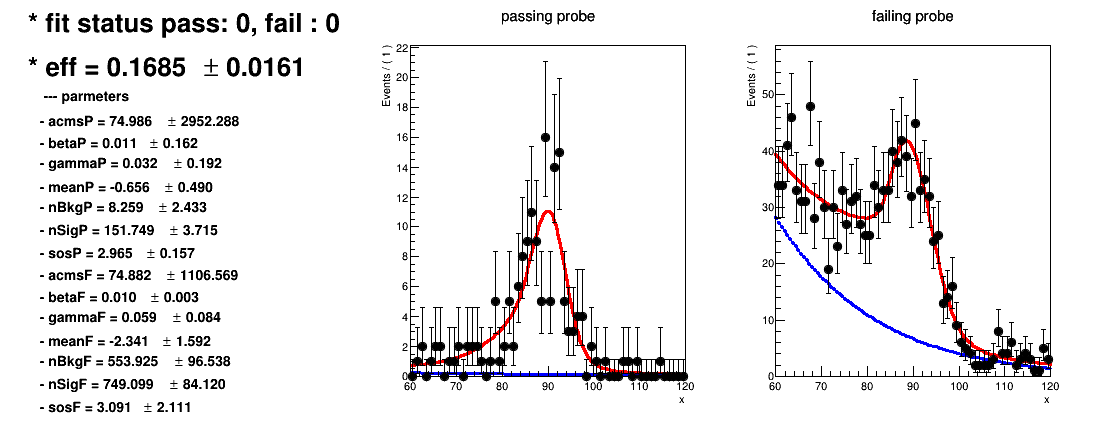 * fit status pass: 0, fail : 0
* eff = 0.1685 ± 0.0161
--- parmeters
- acmsP = 74.986 ± 2952.288
- betaP = 0.011 ± 0.162
- gammaP = 0.032 ± 0.192
- meanP = -0.656 ± 0.490
- nBkgP = 8.259 ± 2.433
- nSigP = 151.749 ± 3.715
- sosP = 2.965 ± 0.157
- acmsF = 74.882 ± 1106.569
- betaF = 0.010 ± 0.003
- gammaF = 0.059 ± 0.084
- meanF = -2.341 ± 1.592
- nBkgF = 553.925 ± 96.538
- nSigF = 749.099 ± 84.120
- sosF = 3.091 ± 2.111
passing probe
Events / ( 1 )
22
20
18
16
14
12
10
8
6
4
2
0
60 70 80 90 100 110 120
x
failing probe
Events / ( 1 )
50
40
30
20
10
0
60 70 80 90 100 110 120
x